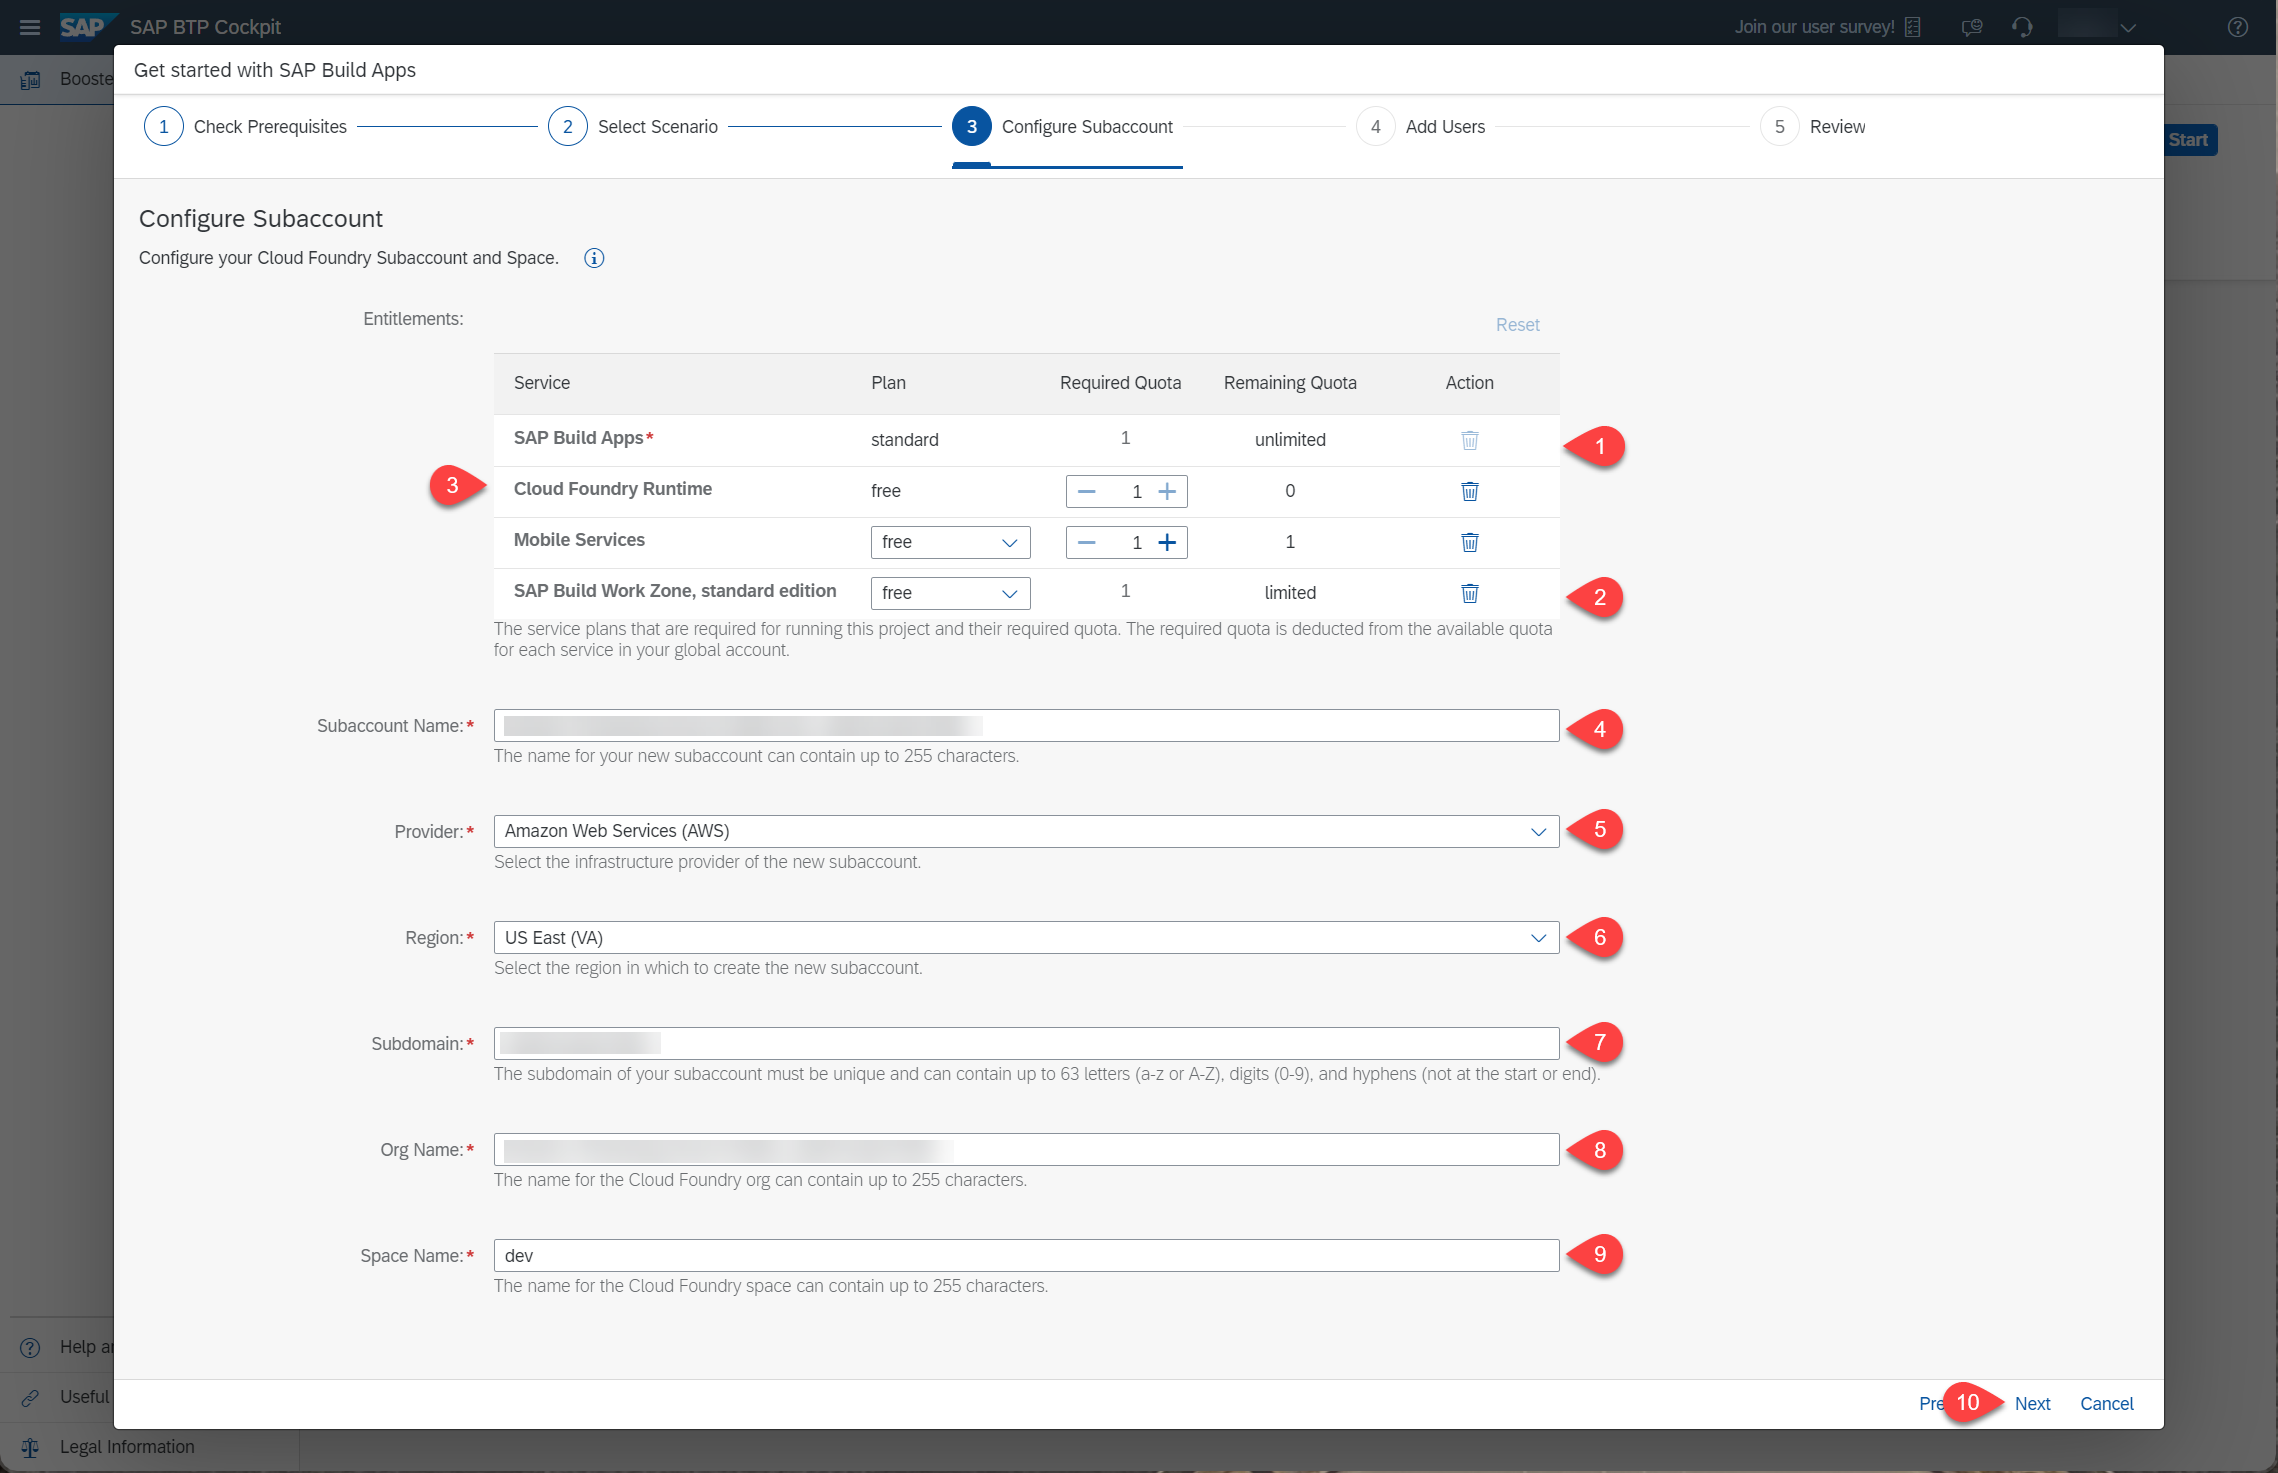 SAP SAP BTP Cockpit
Join our user survey!
Get started with SAP Build Apps
1 Check Prerequisites
2 Select Scenario
3 Configure Subaccount
4 Add Users
5 Review
Start
Configure Subaccount
Configure your Cloud Foundry Subaccount and Space.
Entitlements:
Reset
Service Plan Required Quota Remaining Quota Action
SAP Build Apps* standard 1 unlimited 1
3 Cloud Foundry Runtime free 1 0
Mobile Services free 1 1
SAP Build Work Zone, standard edition free 1 limited 2
The service plans that are required for running this project and their required quota. The required quota is deducted from the available quota
for each service in your global account.
Subaccount Name:* 4
The name for your new subaccount can contain up to 255 characters.
Provider:* Amazon Web Services (AWS) 5
Select the infrastructure provider of the new subaccount.
Region:* US East (VA) 6
Select the region in which to create the new subaccount.
Subdomain:* 7
The subdomain of your subaccount must be unique and can contain up to 63 letters (a-z or A-Z), digits (0-9), and hyphens (not at the start or end).
Org Name:* 8
The name for the Cloud Foundry org can contain up to 255 characters.
Space Name:* dev 9
The name for the Cloud Foundry space can contain up to 255 characters.
Help
Useful
10 Next Cancel
Legal Information